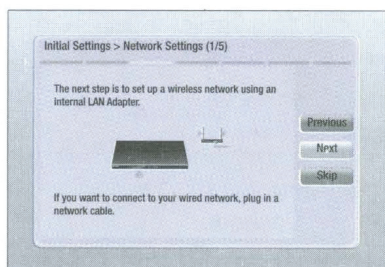 Initial Settings > Network Settings (1/5)
The next step is to set up a wireless network using an
Internal LAN Adapter.
Previous
Next
Skip
If you want to connect to your wired network, plug in a
network cable.